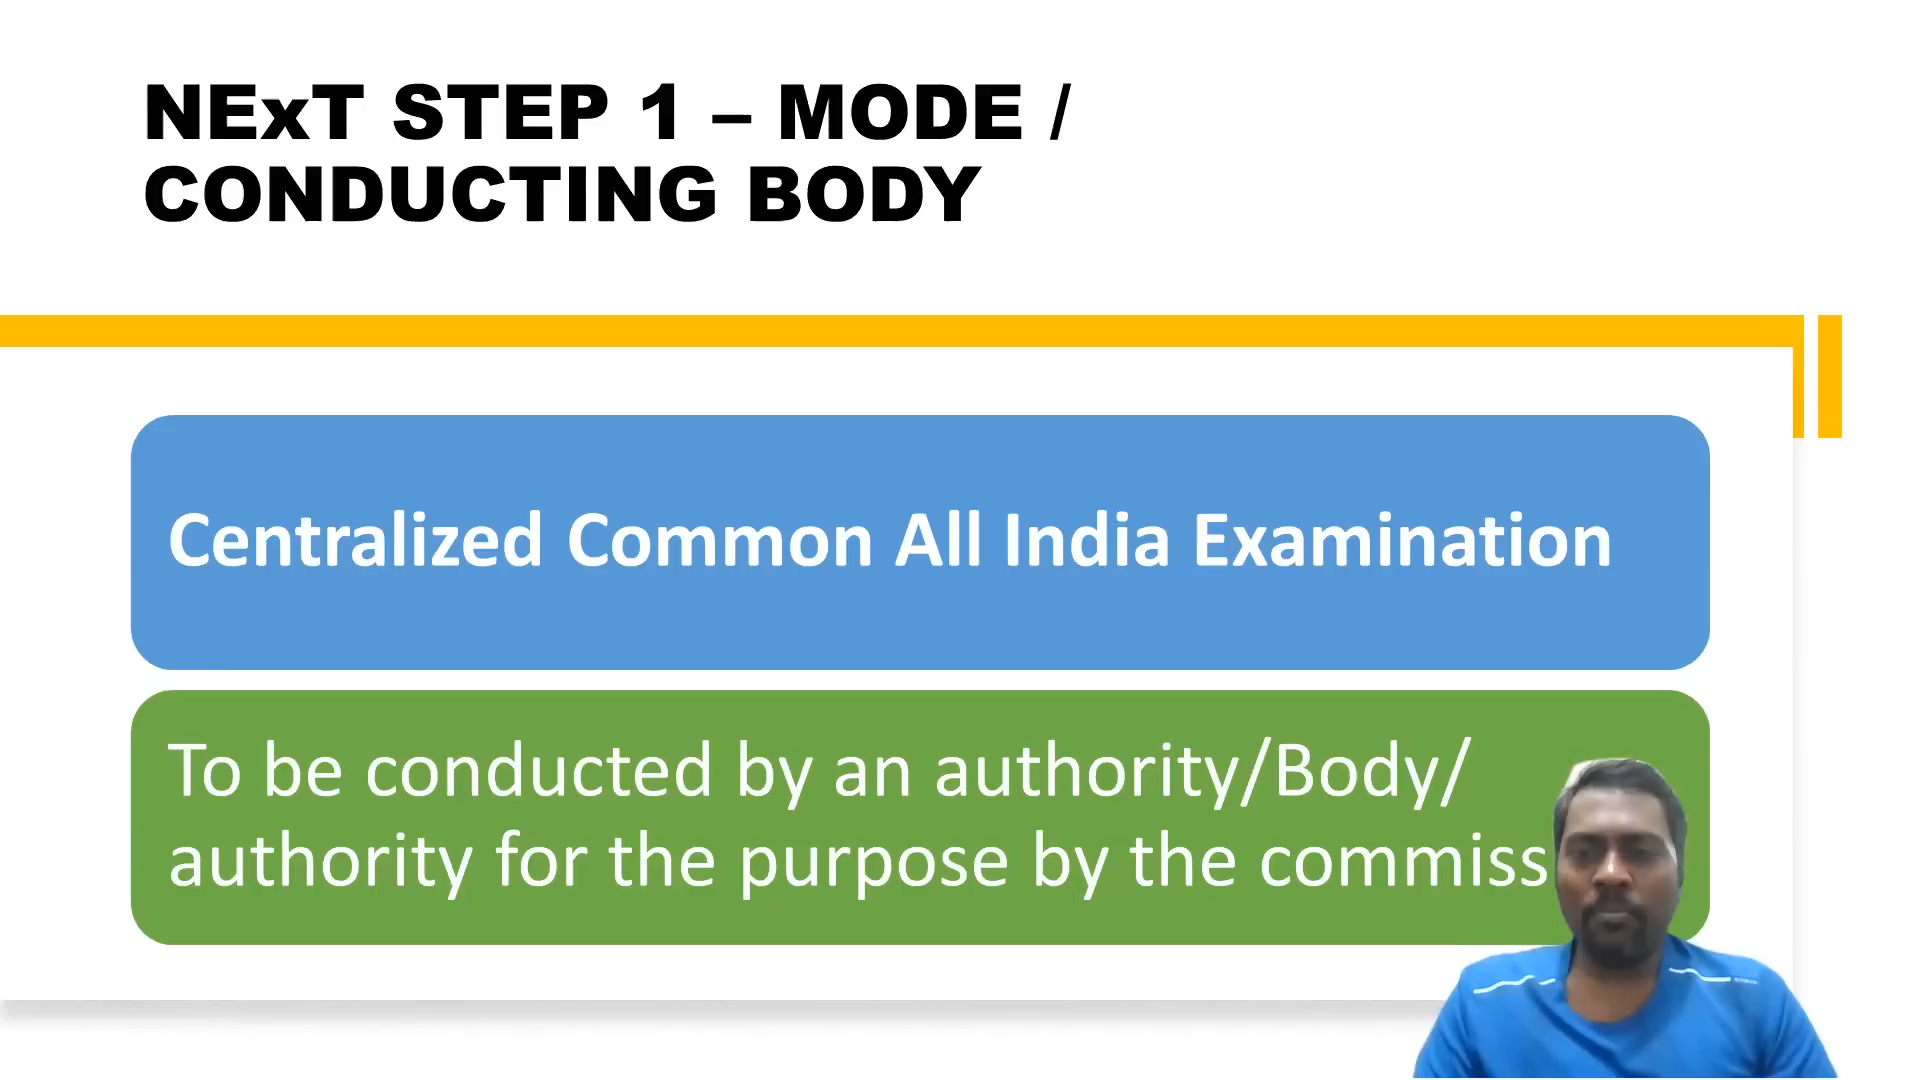 NExT STEP 1 – MODE /
CONDUCTING BODY
Centralized Common All India Examination
To be conducted by an authority/Body/
authority for the purpose by the commiss